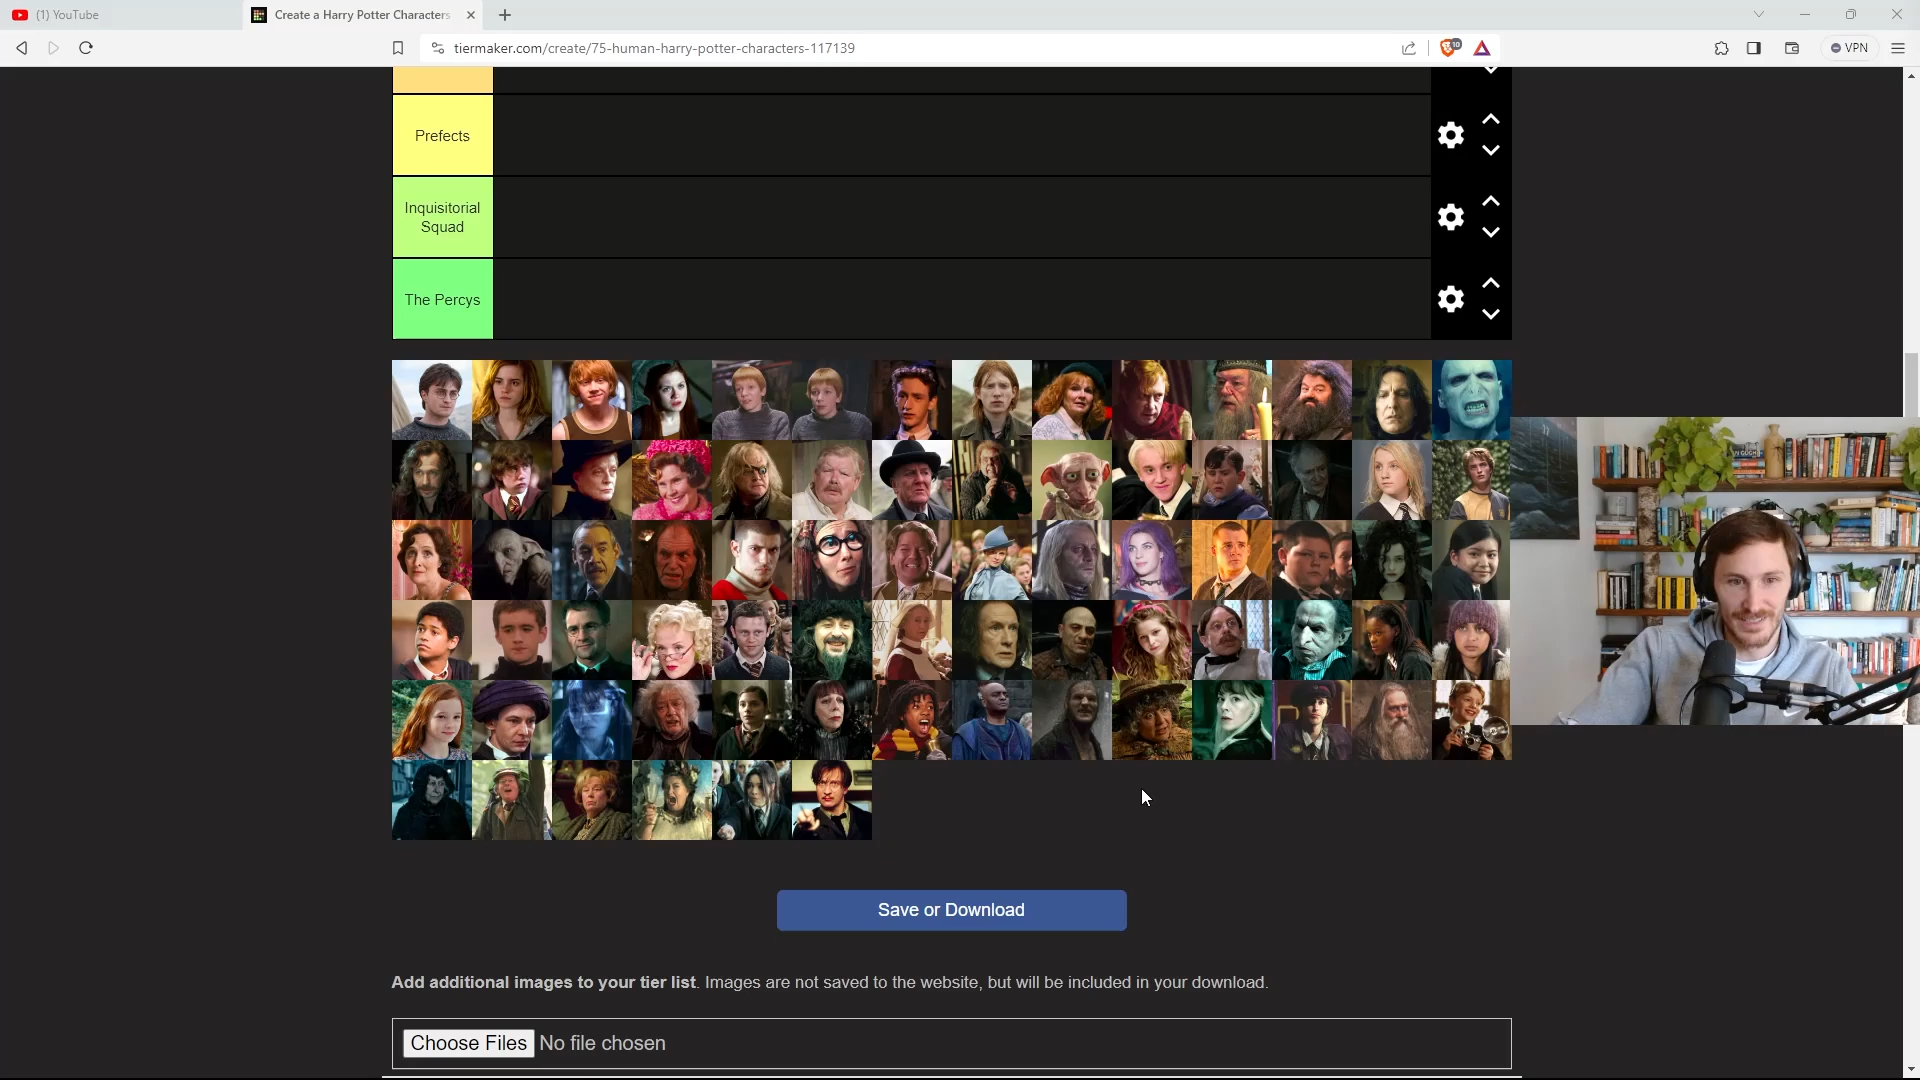 (1) YouTube
Create a Harry Potter Characters
tiermaker.com/create/75-human-harry-potter-characters-117139
10
VPN
Prefects
Inquisitorial
Squad
The Percys
Save or Download
Add additional images to your tier list. Images are not saved to the website, but will be included in your download.
Choose Files No file chosen